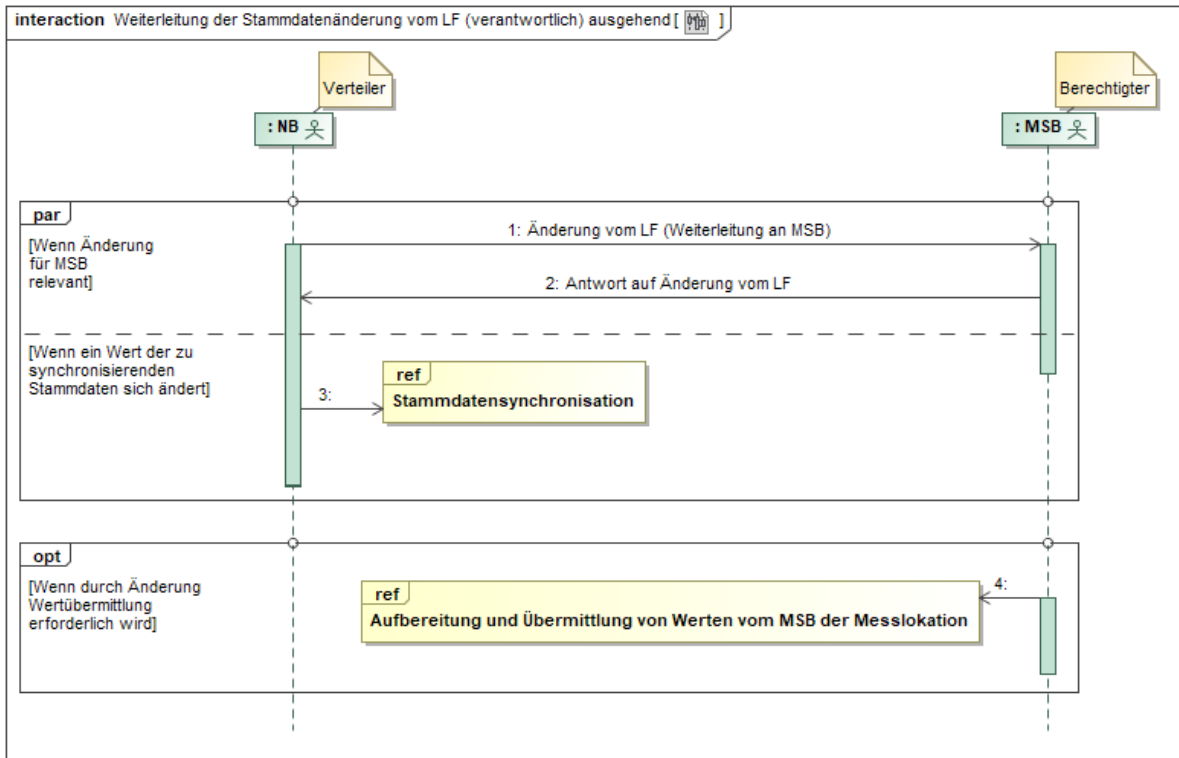 interaction Weiterleitung der Stammdatenänderung vom LF (verantwortlich) ausgehend [ ]
Verteiler
Berechtigter
: NB
: MSB
par
[Wenn Änderung
für MSB
relevant]
1: Änderung vom LF (Weiterleitung an MSB)
2: Antwort auf Änderung vom LF
[Wenn ein Wert der zu
synchronisierenden
Stammdaten sich ändert]
3:
ref
Stammdatensynchronisation
opt
[Wenn durch Änderung
Wertübermittlung
erforderlich wird]
4:
ref
Aufbereitung und Übermittlung von Werten vom MSB der Messlokation